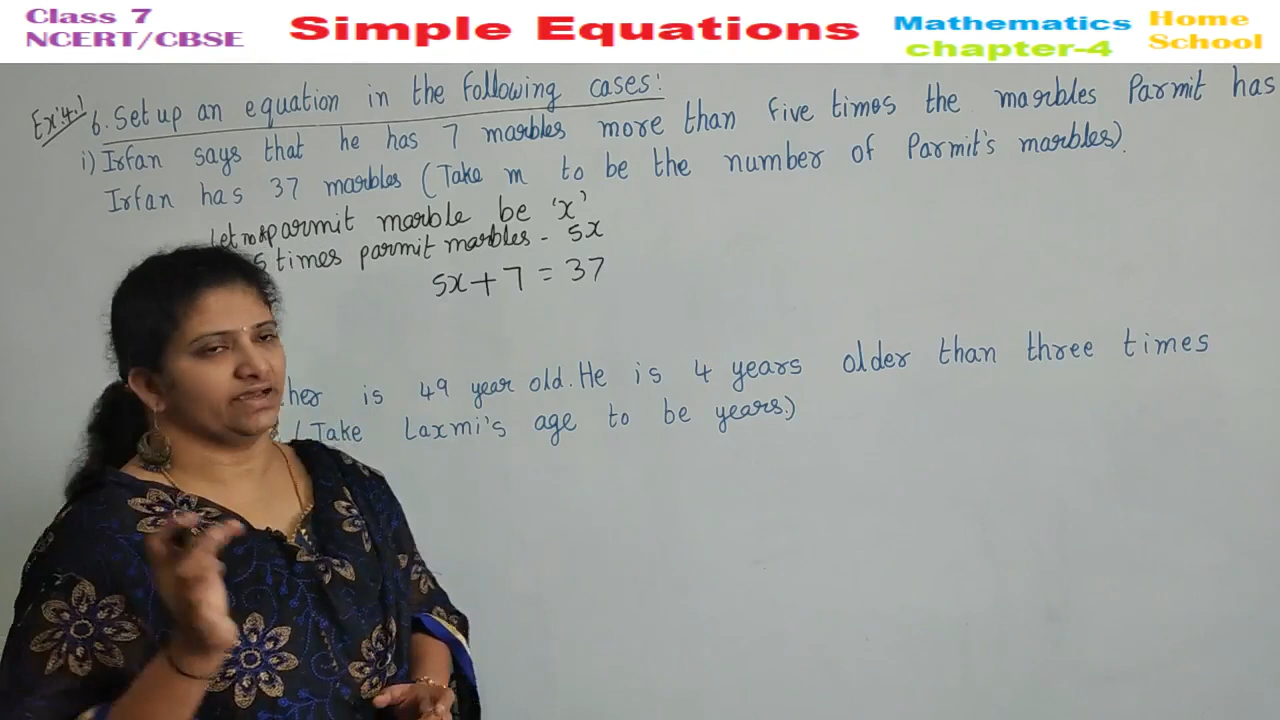 Class 7
NCERT/CBSE
Simple Equations
Mathematics
chapter-4
Home
School
Ex:4.1
6. Set up an equation in the following cases:
i) Irfan says that he has 7 marbles more than five times the marbles Parmit has
Irfan has 37 marbles (Take m to be the number of Parmit's marbles).
Let no of parmit marble be 'x'
5 times parmit marbles - 5x
5x + 7 = 37
her is 49 year old. He is 4 years older than three times
(Take Laxmi's age to be years.)